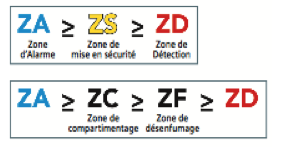 ZA ≥ ZS ≥ ZD
Zone d'Alarme Zone de mise en sécurité Zone de Détection
ZA ≥ ZC ≥ ZF ≥ ZD
Zone de compartimentage Zone de désenfumage